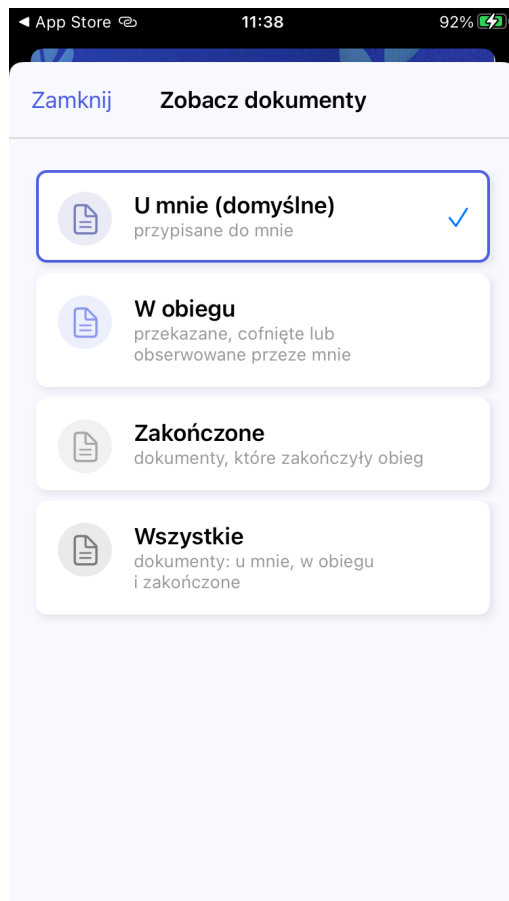 ◀ App Store
11:38
92%
Zamknij
Zobacz dokumenty
U mnie (domyślne)
przypisane do mnie
W obiegu
przekazane, cofnięte lub
obserwowane przeze mnie
Zakończone
dokumenty, które zakończyły obieg
Wszystkie
dokumenty: u mnie, w obiegu
i zakończone